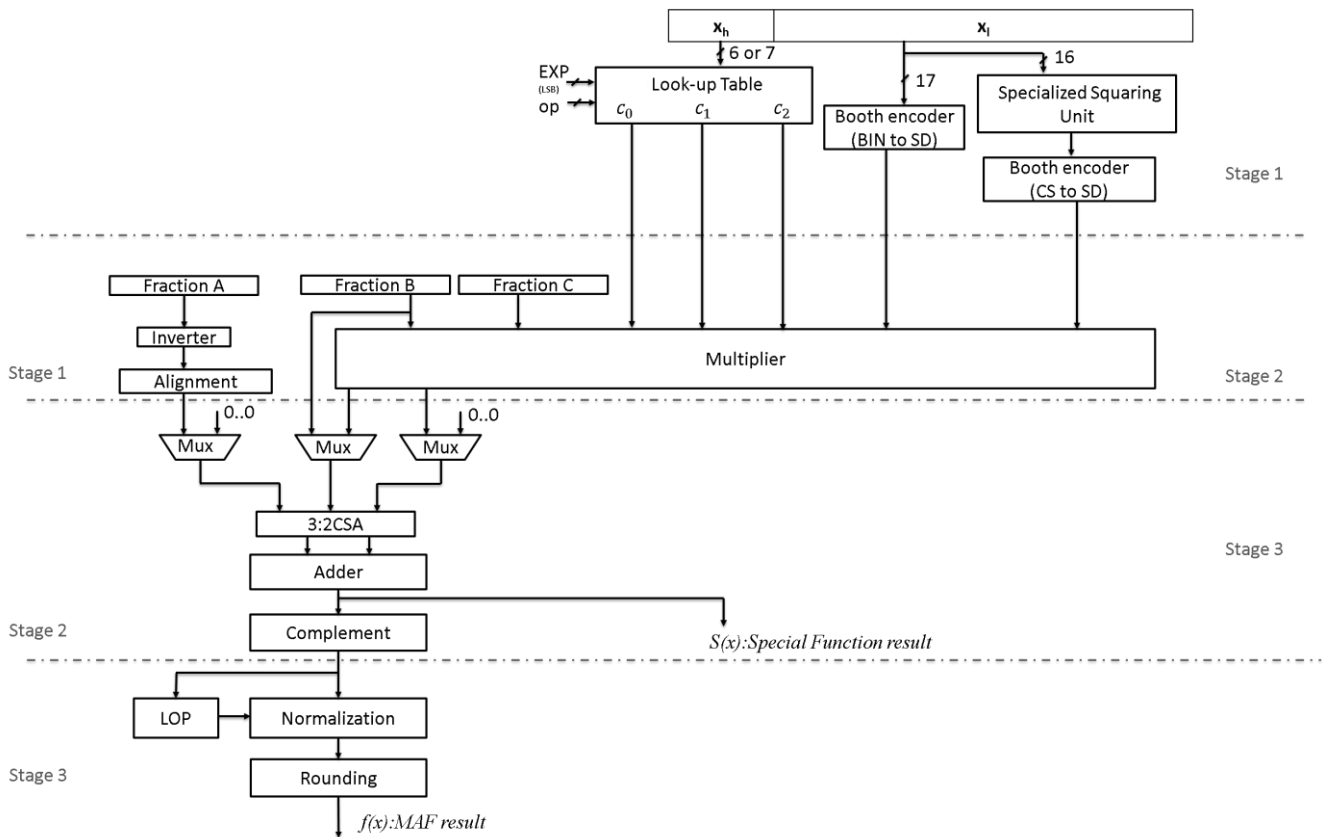 xh
xl
6 or 7
16
17
EXP
(LSB)
op
Look-up Table
c0 c1 c2
Booth encoder
(BIN to SD)
Specialized Squaring
Unit
Booth encoder
(CS to SD)
Stage 1
Fraction A
Fraction B
Fraction C
Inverter
Alignment
Multiplier
Stage 1
Stage 2
0..0
0..0
Mux
Mux
Mux
3:2CSA
Adder
Stage 3
Complement
Stage 2
S(x):Special Function result
LOP
Normalization
Rounding
Stage 3
f(x):MAF result